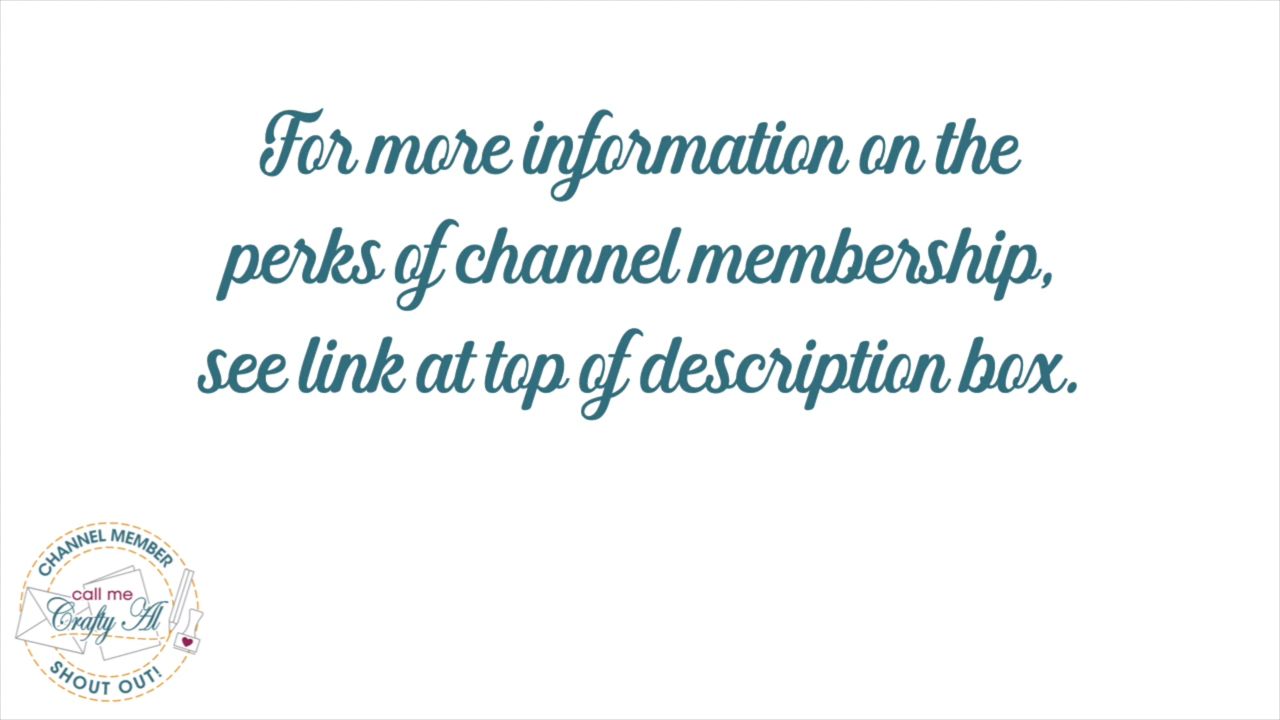 For more information on the
perks of channel membership,
see link at top of description box.
CHANNEL MEMBER
call me
Crafty Al
SHOUT OUT!